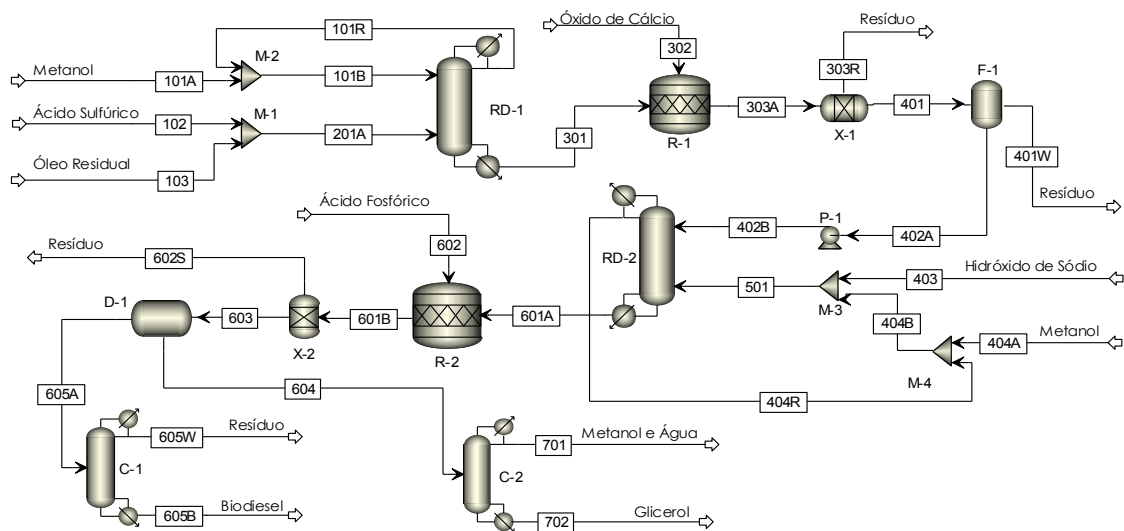 Óxido de Cálcio
Resíduo
101R
302
303R
F-1
Metanol
101A
M-2
101B
RD-1
303A
401
X-1
R-1
Ácido Sulfúrico
102
M-1
201A
301
401W
Óleo Residual
103
Resíduo
Ácido Fosfórico
Resíduo
602S
602
RD-2
402B
P-1
402A
D-1
603
601B
601A
501
403
Hidróxido de Sódio
X-2
R-2
M-3
404B
404A
Metanol
605A
604
M-4
404R
605W
Resíduo
701
Metanol e Água
C-1
C-2
605B
Biodiesel
702
Glicerol